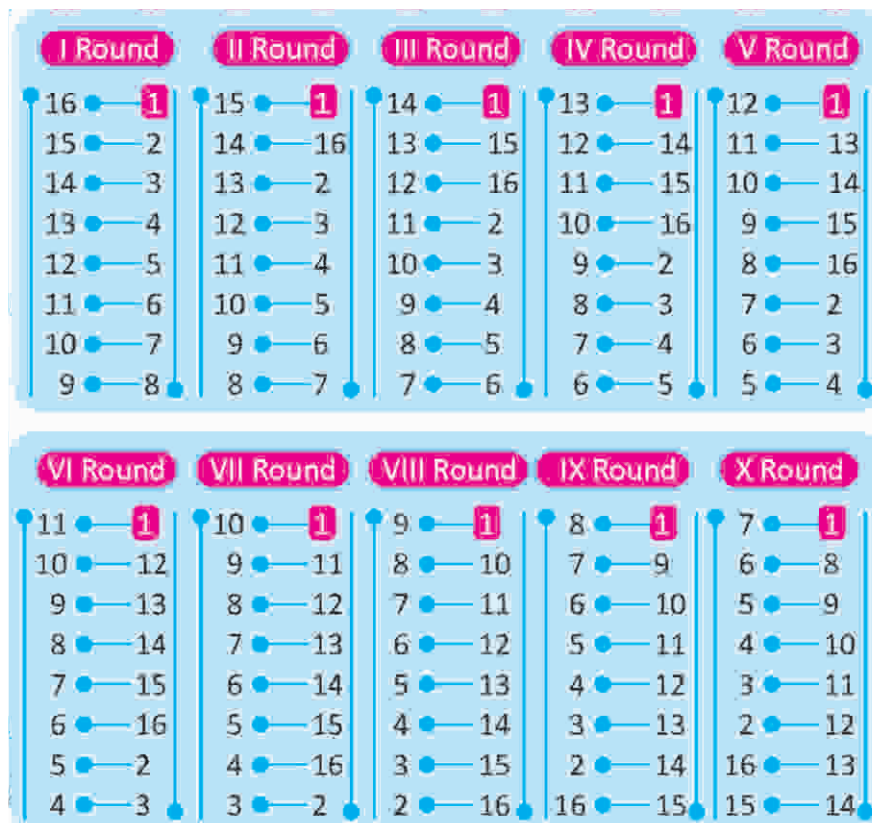 I Round II Round III Round IV Round V Round
16 1 15 1 14 1 13 1 12 1
15 2 14 16 13 15 12 14 11 13
14 3 13 2 12 16 11 15 10 14
13 4 12 3 11 2 10 16 9 15
12 5 11 4 10 3 9 2 8 16
11 6 10 5 9 4 8 3 7 2
10 7 9 6 8 5 7 4 6 3
9 8 8 7 7 6 6 5 5 4
VI Round VII Round VIII Round IX Round X Round
11 1 10 1 9 1 8 1 7 1
10 12 9 11 8 10 7 9 6 8
9 13 8 12 7 11 6 10 5 9
8 14 7 13 6 12 5 11 4 10
7 15 6 14 5 13 4 12 3 11
6 16 5 15 4 14 3 13 2 12
5 2 4 16 3 15 2 14 16 13
4 3 3 2 2 16 16 15 15 14